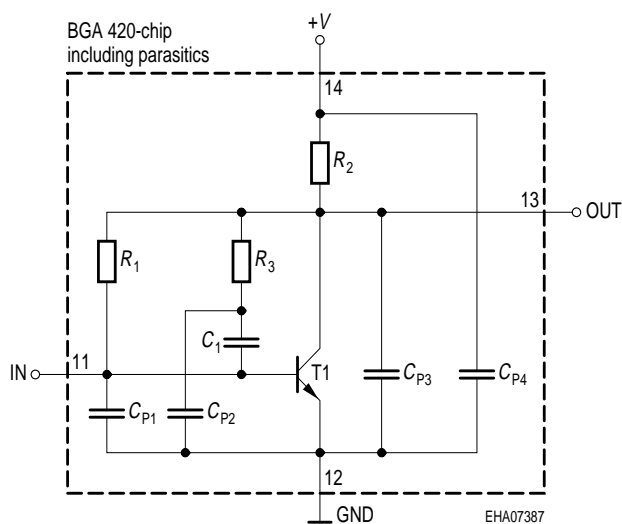 BGA 420-chip
including parasitics
+V
14
R2
13
OUT
R1
R3
C1
IN
11
T1
CP1
CP2
CP3
CP4
12
GND
EHA07387